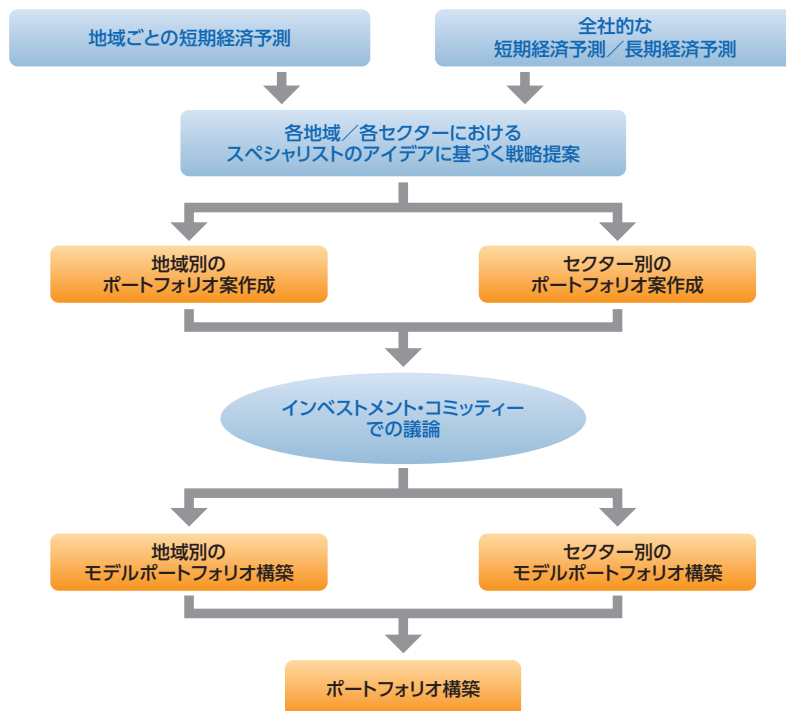 地域ごとの短期経済予測
全社的な
短期経済予測／長期経済予測
各地域／各セクターにおける
スペシャリストのアイデアに基づく戦略提案
地域別の
ポートフォリオ案作成
セクター別の
ポートフォリオ案作成
インベストメント・コミッティー
での議論
地域別の
モデルポートフォリオ構築
セクター別の
モデルポートフォリオ構築
ポートフォリオ構築